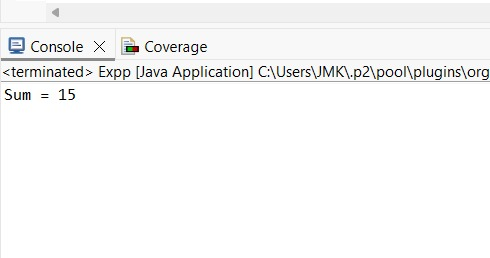 Console Coverage
<terminated> Expp [Java Application] C:\Users\JMK\.p2\pool\plugins\org
Sum = 15